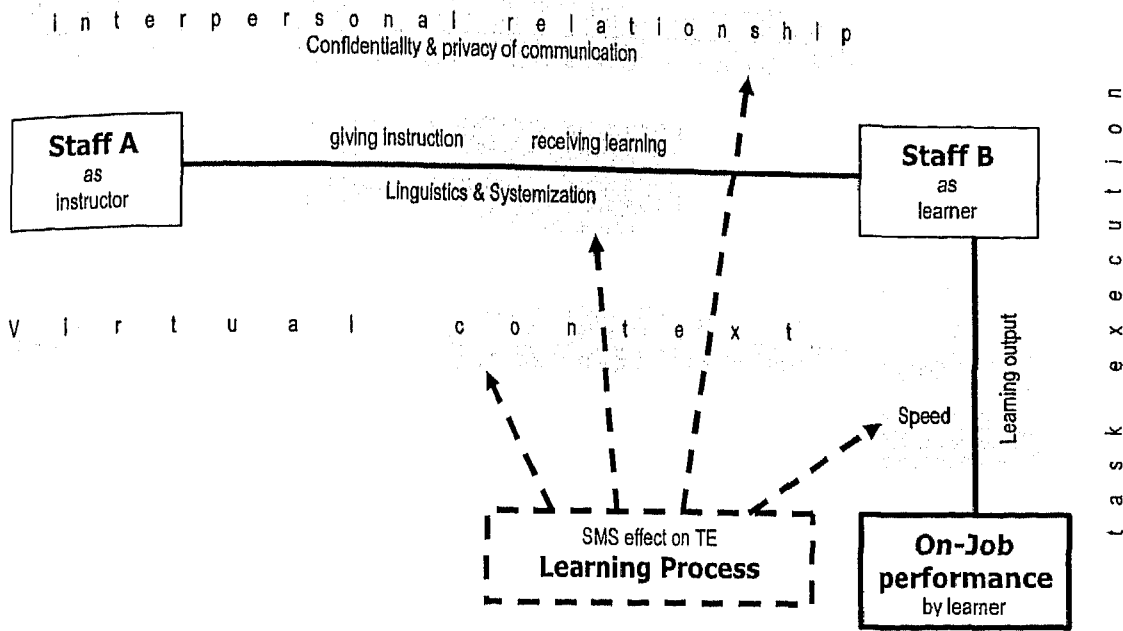 interpersonal relationship
Confidentiality & privacy of communication
Staff A
as
instructor
giving instruction receiving learning
Linguistics & Systemization
Staff B
as
learner
task execution
Virtual context
Learning output
Speed
SMS effect on TE
Learning Process
On-Job
performance
by learner